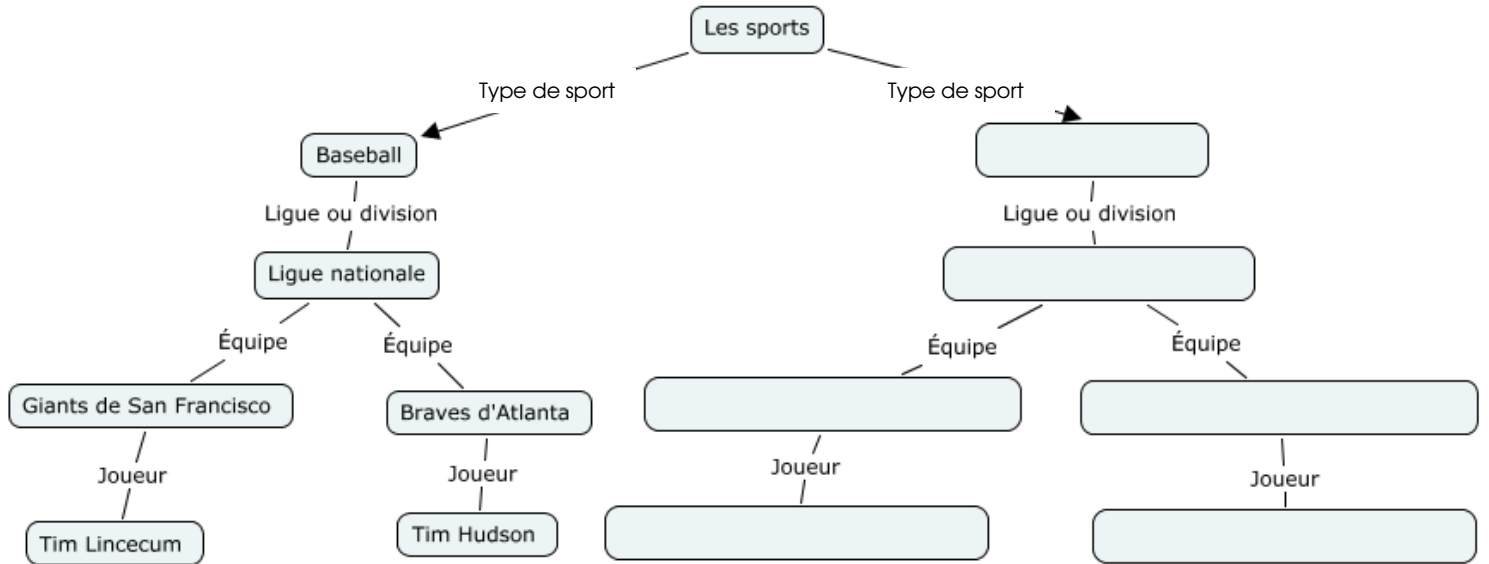 Les sports
Type de sport
Type de sport
Baseball
Ligue ou division
Ligue ou division
Ligue nationale
Équipe
Équipe
Équipe
Équipe
Giants de San Francisco
Braves d'Atlanta
Joueur
Joueur
Joueur
Joueur
Tim Lincecum
Tim Hudson